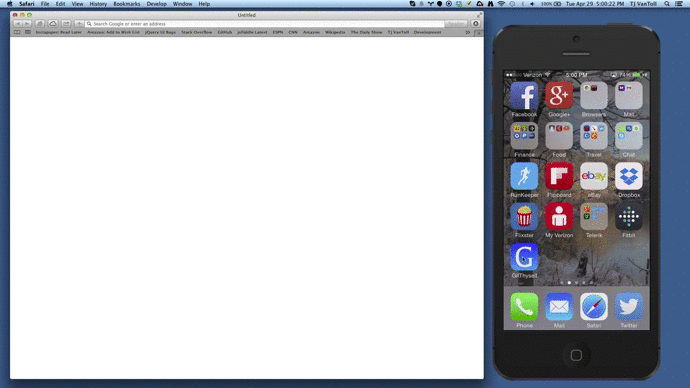 Safari File Edit View History Bookmarks Develop Window Help
100% Tue Apr 29 5:00:22 PM TJ VanToll
Untitled
Search Google or enter an address
Instapaper: Read Later Amazon: Add to Wish List jQuery UI Bugs Stack Overflow GitHub jsFiddle Latest ESPN CNN Amazon Wikipedia The Daily Show TJ VanToll - Development
Verizon 5:00 PM 74%
Facebook Google+ Browsers Mail
Finance Food Travel Chat
RunKeeper Flipboard eBay Dropbox
Flixster My Verizon Telerik Fitbit
G
GifThyself
Phone Mail Safari Twitter